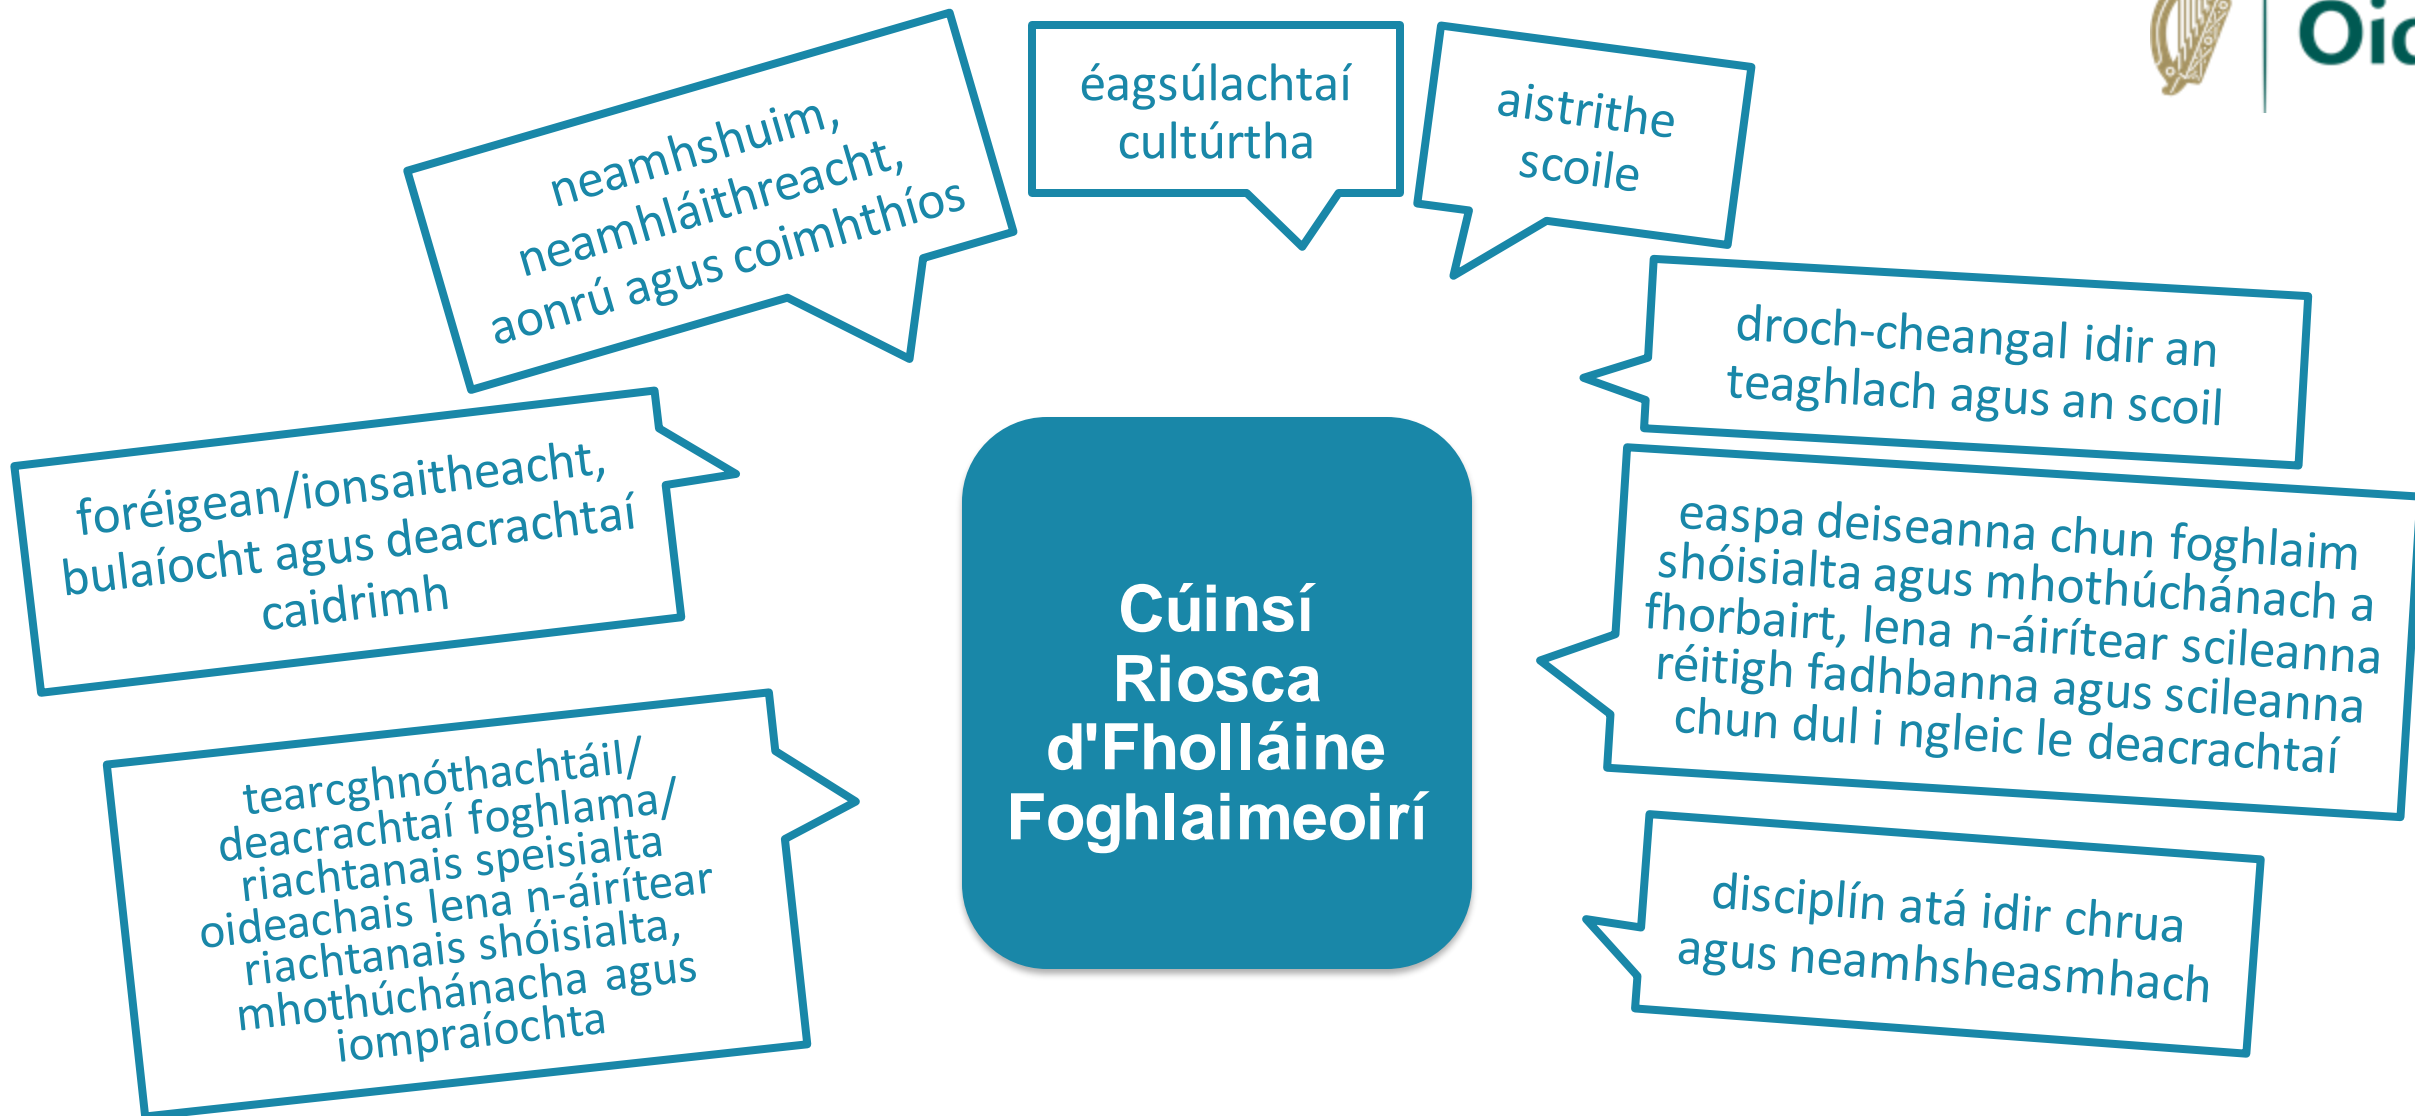 neamhshuim,
neamhláithreacht,
aonrú agus coimhthíos
éagsúlachtaí
cultúrtha
aistrithe
scoile
droch-cheangal idir an
teaghlach agus an scoil
foréigean/ionsaitheacht,
bulaíocht agus deacrachtaí
caidrimh
easpa deiseanna chun foghlaim
shóisialta agus mhothúchánach a
fhorbairt, lena n-áirítear scileanna
réitigh fadhbanna agus scileanna
chun dul i ngleic le deacrachtaí
Cúinsí
Riosca
d'Fholláine
Foghlaimeoirí
tearcghnóthachtáil/
deacrachtaí foghlama/
riachtanais speisialta
oideachais lena n-áirítear
riachtanais shóisialta,
mhothúchánacha agus
iompraíochta
disciplín atá idir chrua
agus neamhsheasmhach